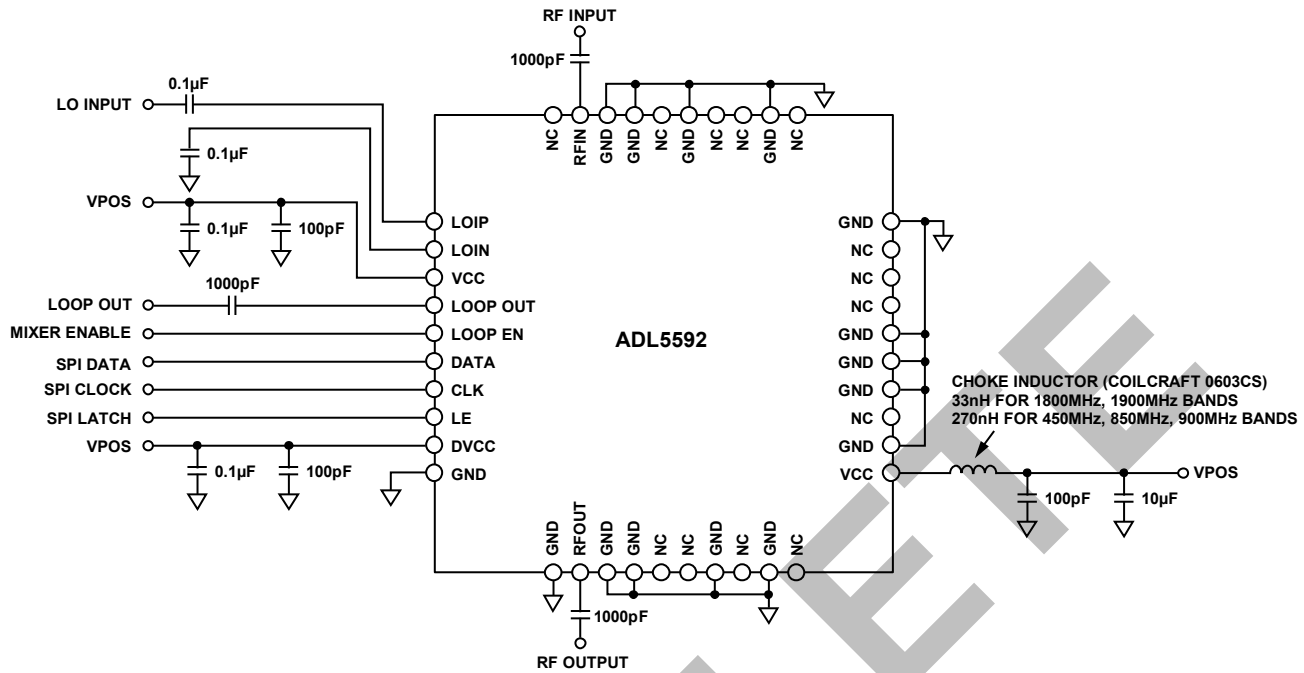 RF INPUT
1000pF
0.1µF
LO INPUT
0.1µF
VPOS
0.1µF
100pF
1000pF
LOOP OUT
MIXER ENABLE
SPI DATA
SPI CLOCK
SPI LATCH
VPOS
0.1µF
100pF
NC
RFIN
GND
GND
NC
GND
NC
NC
GND
NC
LOIP
LOIN
VCC
LOOP OUT
LOOP EN
DATA
CLK
LE
DVCC
GND
ADL5592
GND
NC
NC
NC
GND
GND
GND
NC
GND
VCC
CHOKE INDUCTOR (COILCRAFT 0603CS)
33nH FOR 1800MHz, 1900MHz BANDS
270nH FOR 450MHz, 850MHz, 900MHz BANDS
VPOS
100pF
10µF
GND
RFOUT
GND
GND
NC
NC
GND
NC
GND
NC
1000pF
RF OUTPUT
ETE